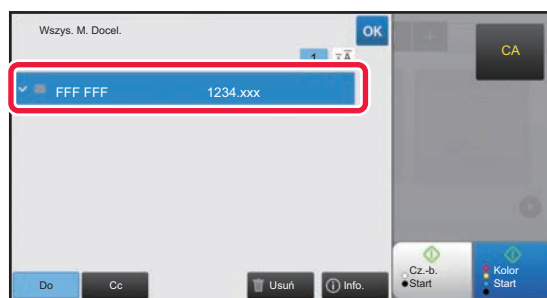 Wszys. M. Docel.
OK
CA
1
FFF FFF 1234.xxx
Cz.-b.
Start
Kolor
Start
Do
Cc
Usuń
Info.